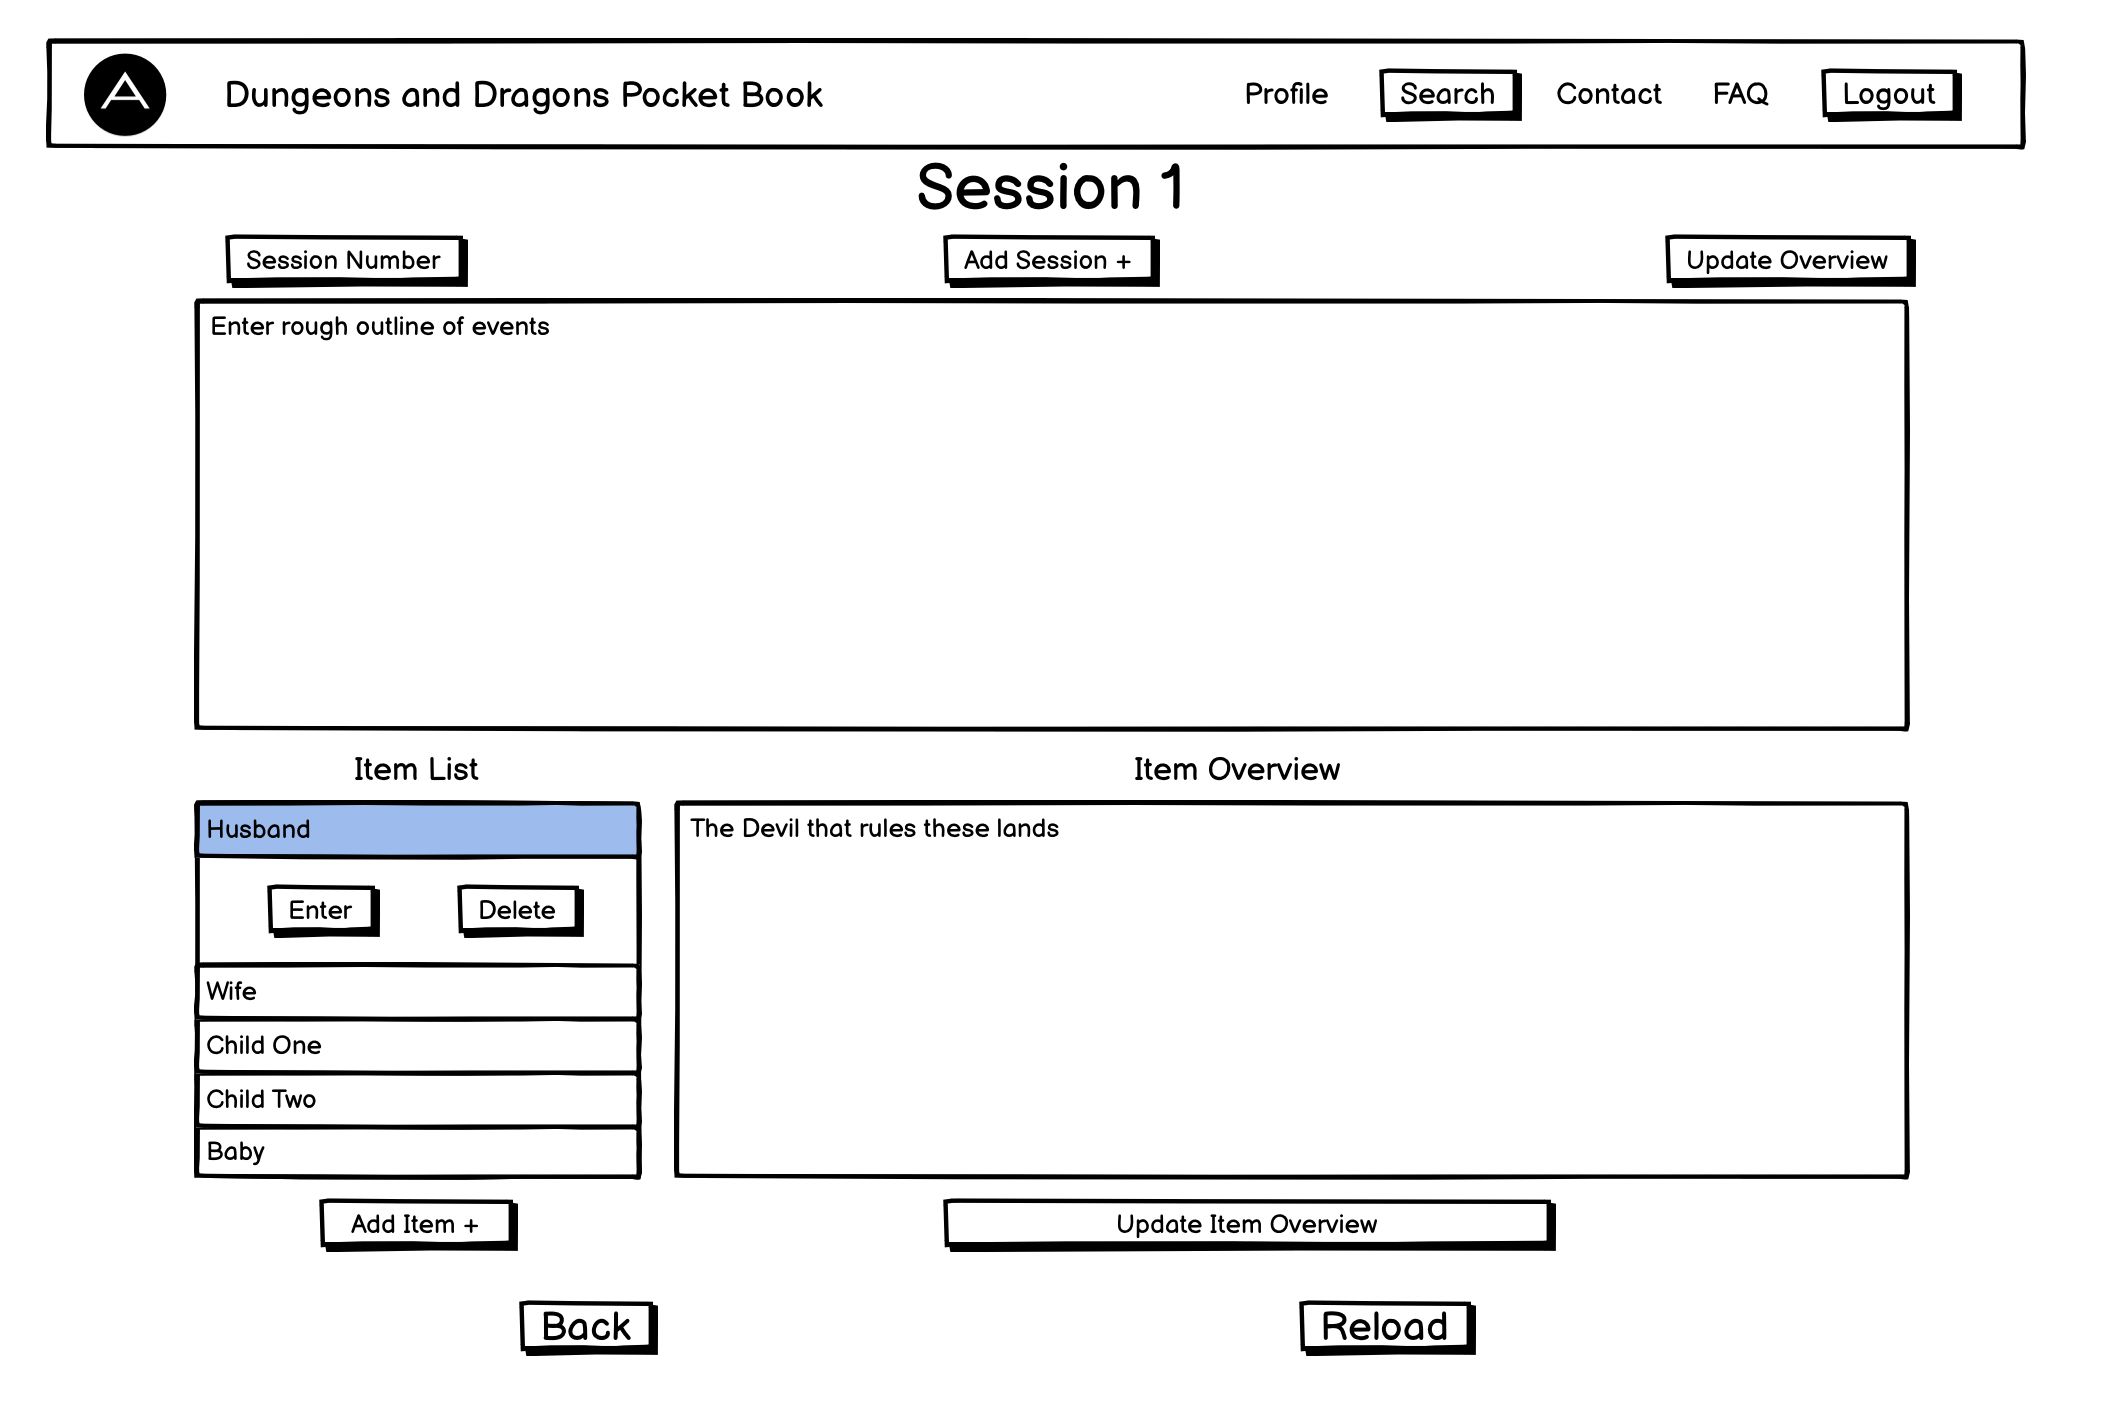 A
Dungeons and Dragons Pocket Book
Profile
Search
Contact
FAQ
Logout
Session 1
Session Number
Add Session +
Update Overview
Enter rough outline of events
Item List
Item Overview
Husband
Enter
Delete
Wife
Child One
Child Two
Baby
The Devil that rules these lands
Add Item +
Update Item Overview
Back
Reload